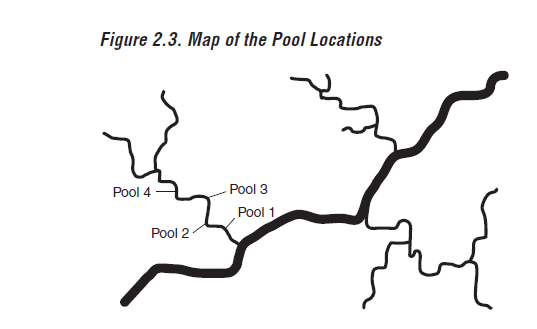 Figure 2.3. Map of the Pool Locations
Pool 4
Pool 3
Pool 1
Pool 2